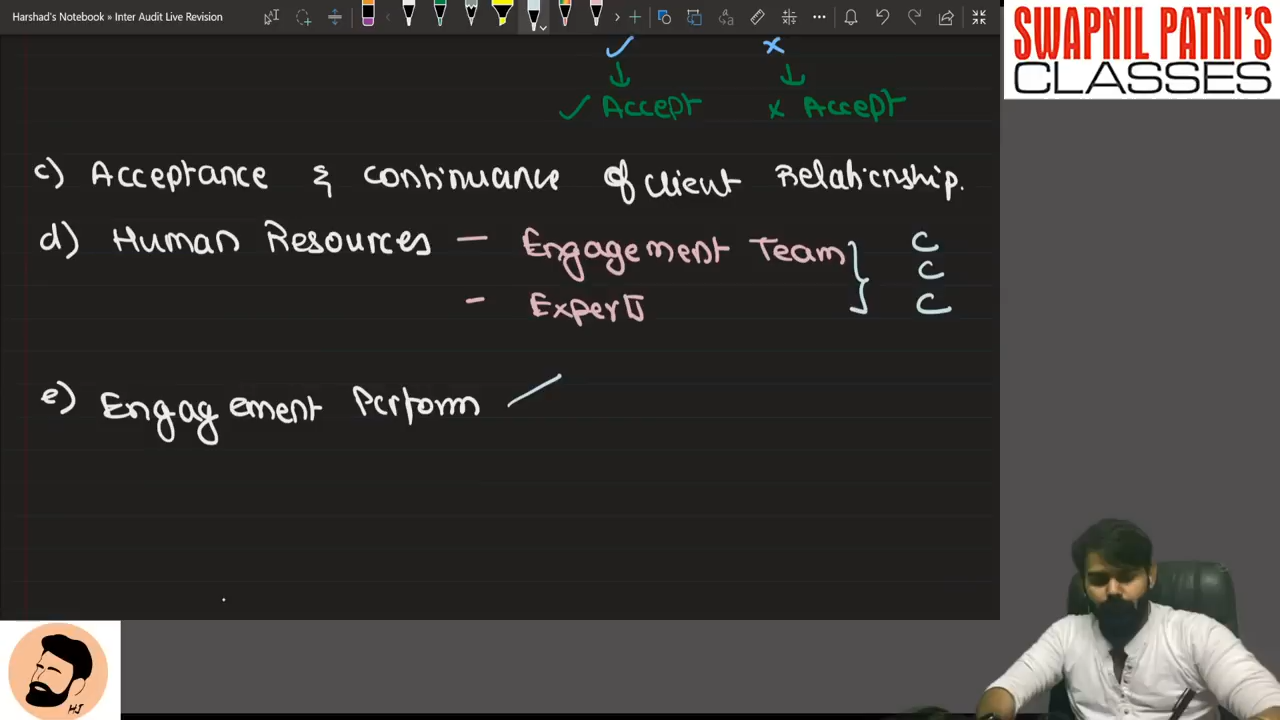 Harshad's Notebook » Inter Audit Live Revision
SWAPNIL PATNI'S
CLASSES
✓ x
↓ ↓
✓ Accept x Accept
c) Acceptance & continuance of client Relationship.
d) Human Resources - Engagement Team } C
C
- Expert C
e) Engagement Perform
HJ